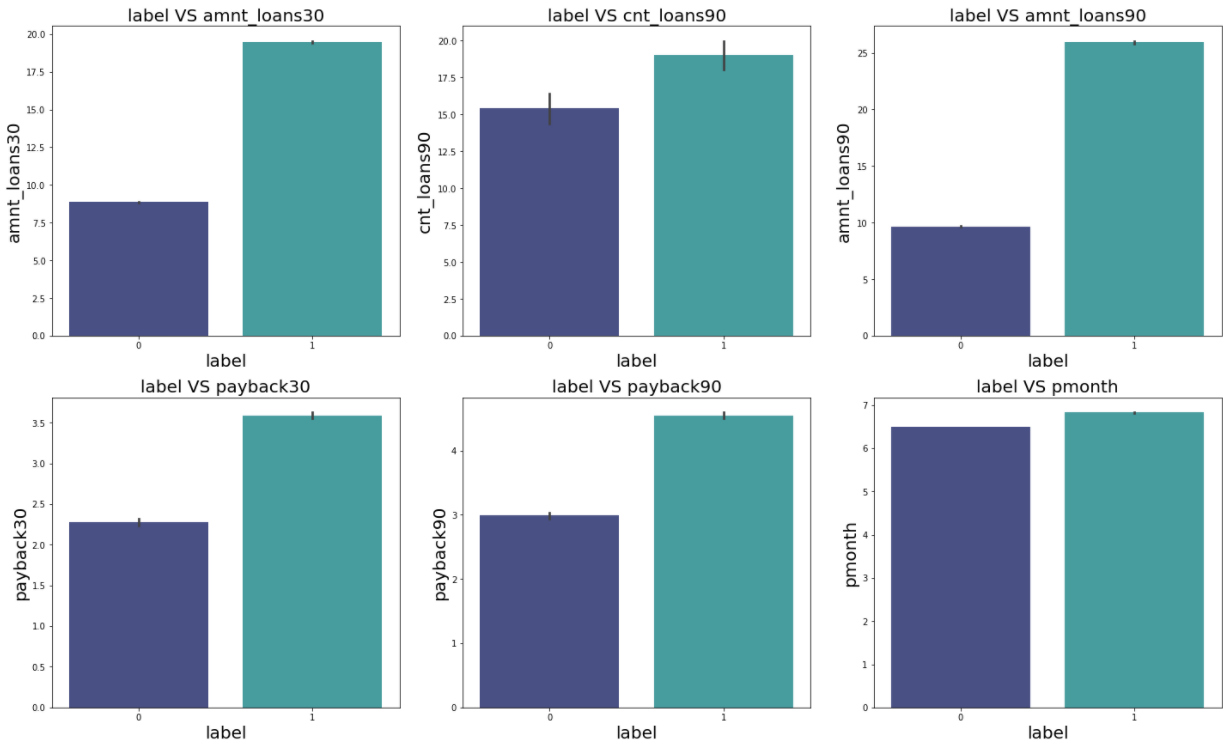 label VS amnt_loans30
20.0
17.5
15.0
12.5
10.0
7.5
5.0
2.5
0.0
amnt_loans30
0 1
label
label VS cnt_loans90
20.0
17.5
15.0
12.5
10.0
7.5
5.0
2.5
0.0
cnt_loans90
0 1
label
label VS amnt_loans90
25
20
15
10
5
0
amnt_loans90
0 1
label
label VS payback30
3.5
3.0
2.5
2.0
1.5
1.0
0.5
0.0
payback30
0 1
label
label VS payback90
4
3
2
1
0
payback90
0 1
label
label VS pmonth
7
6
5
4
3
2
1
0
pmonth
0 1
label